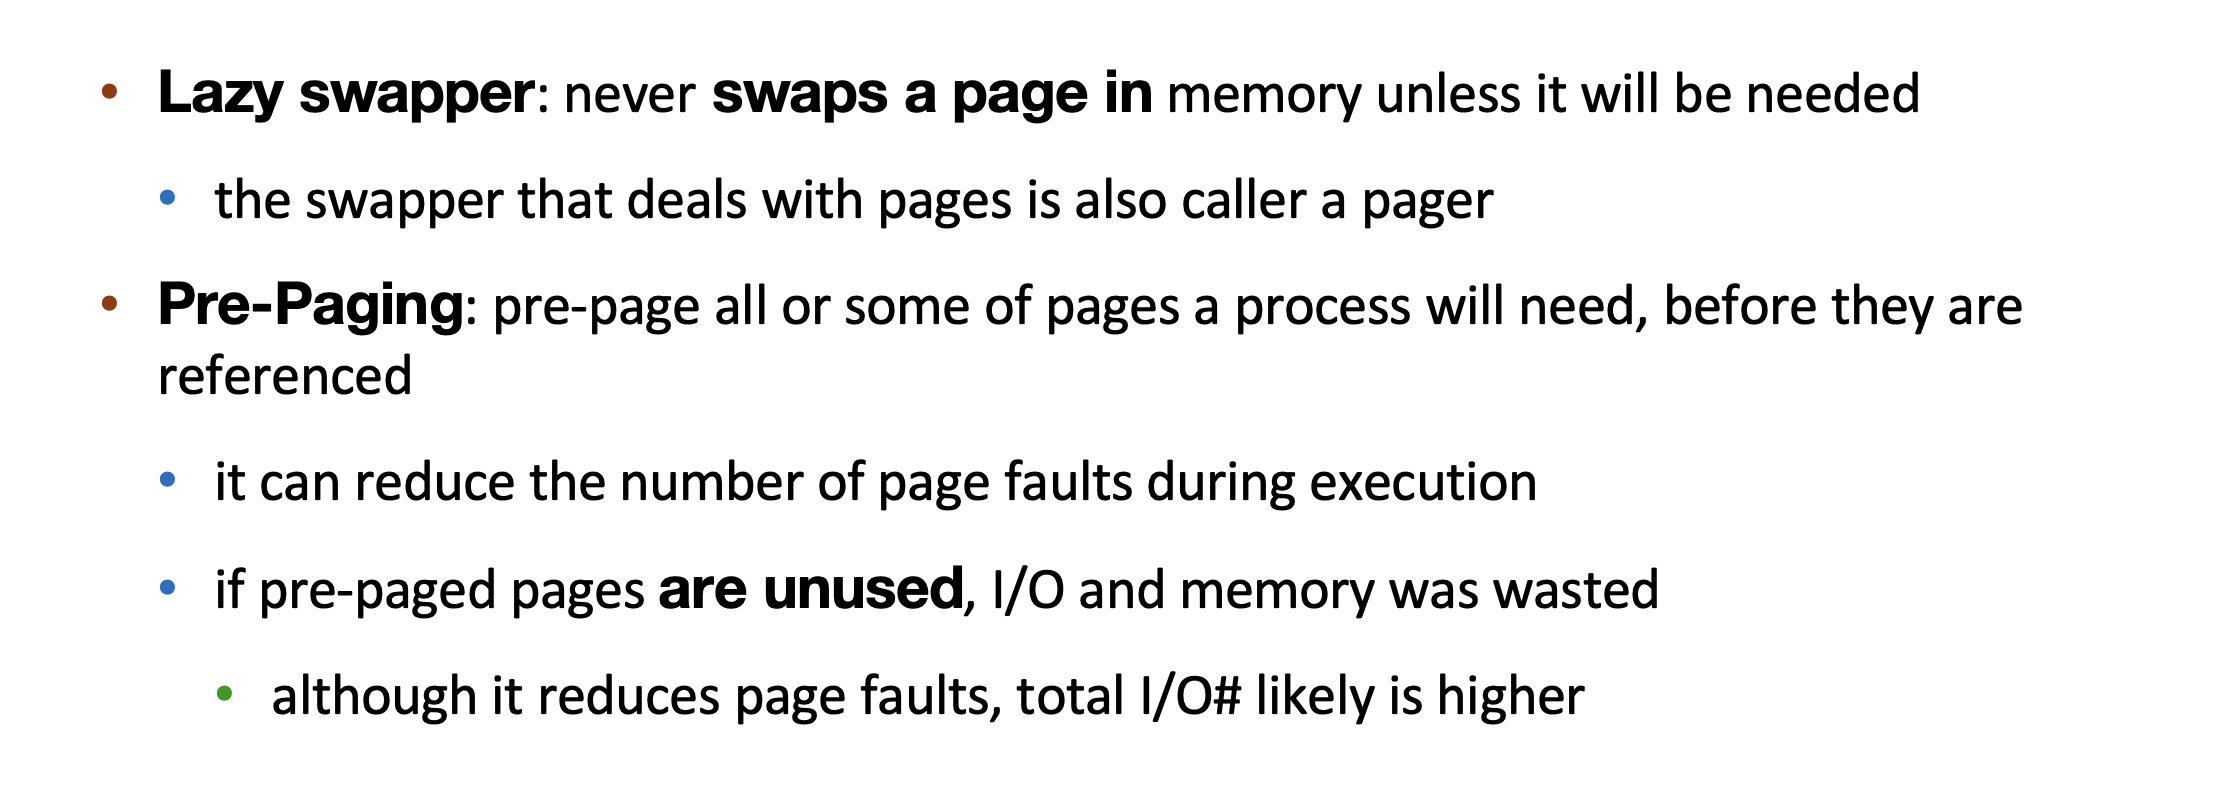 • Lazy swapper: never swaps a page in memory unless it will be needed
• the swapper that deals with pages is also caller a pager
• Pre-Paging: pre-page all or some of pages a process will need, before they are
referenced
• it can reduce the number of page faults during execution
• if pre-paged pages are unused, I/O and memory was wasted
• although it reduces page faults, total I/O# likely is higher